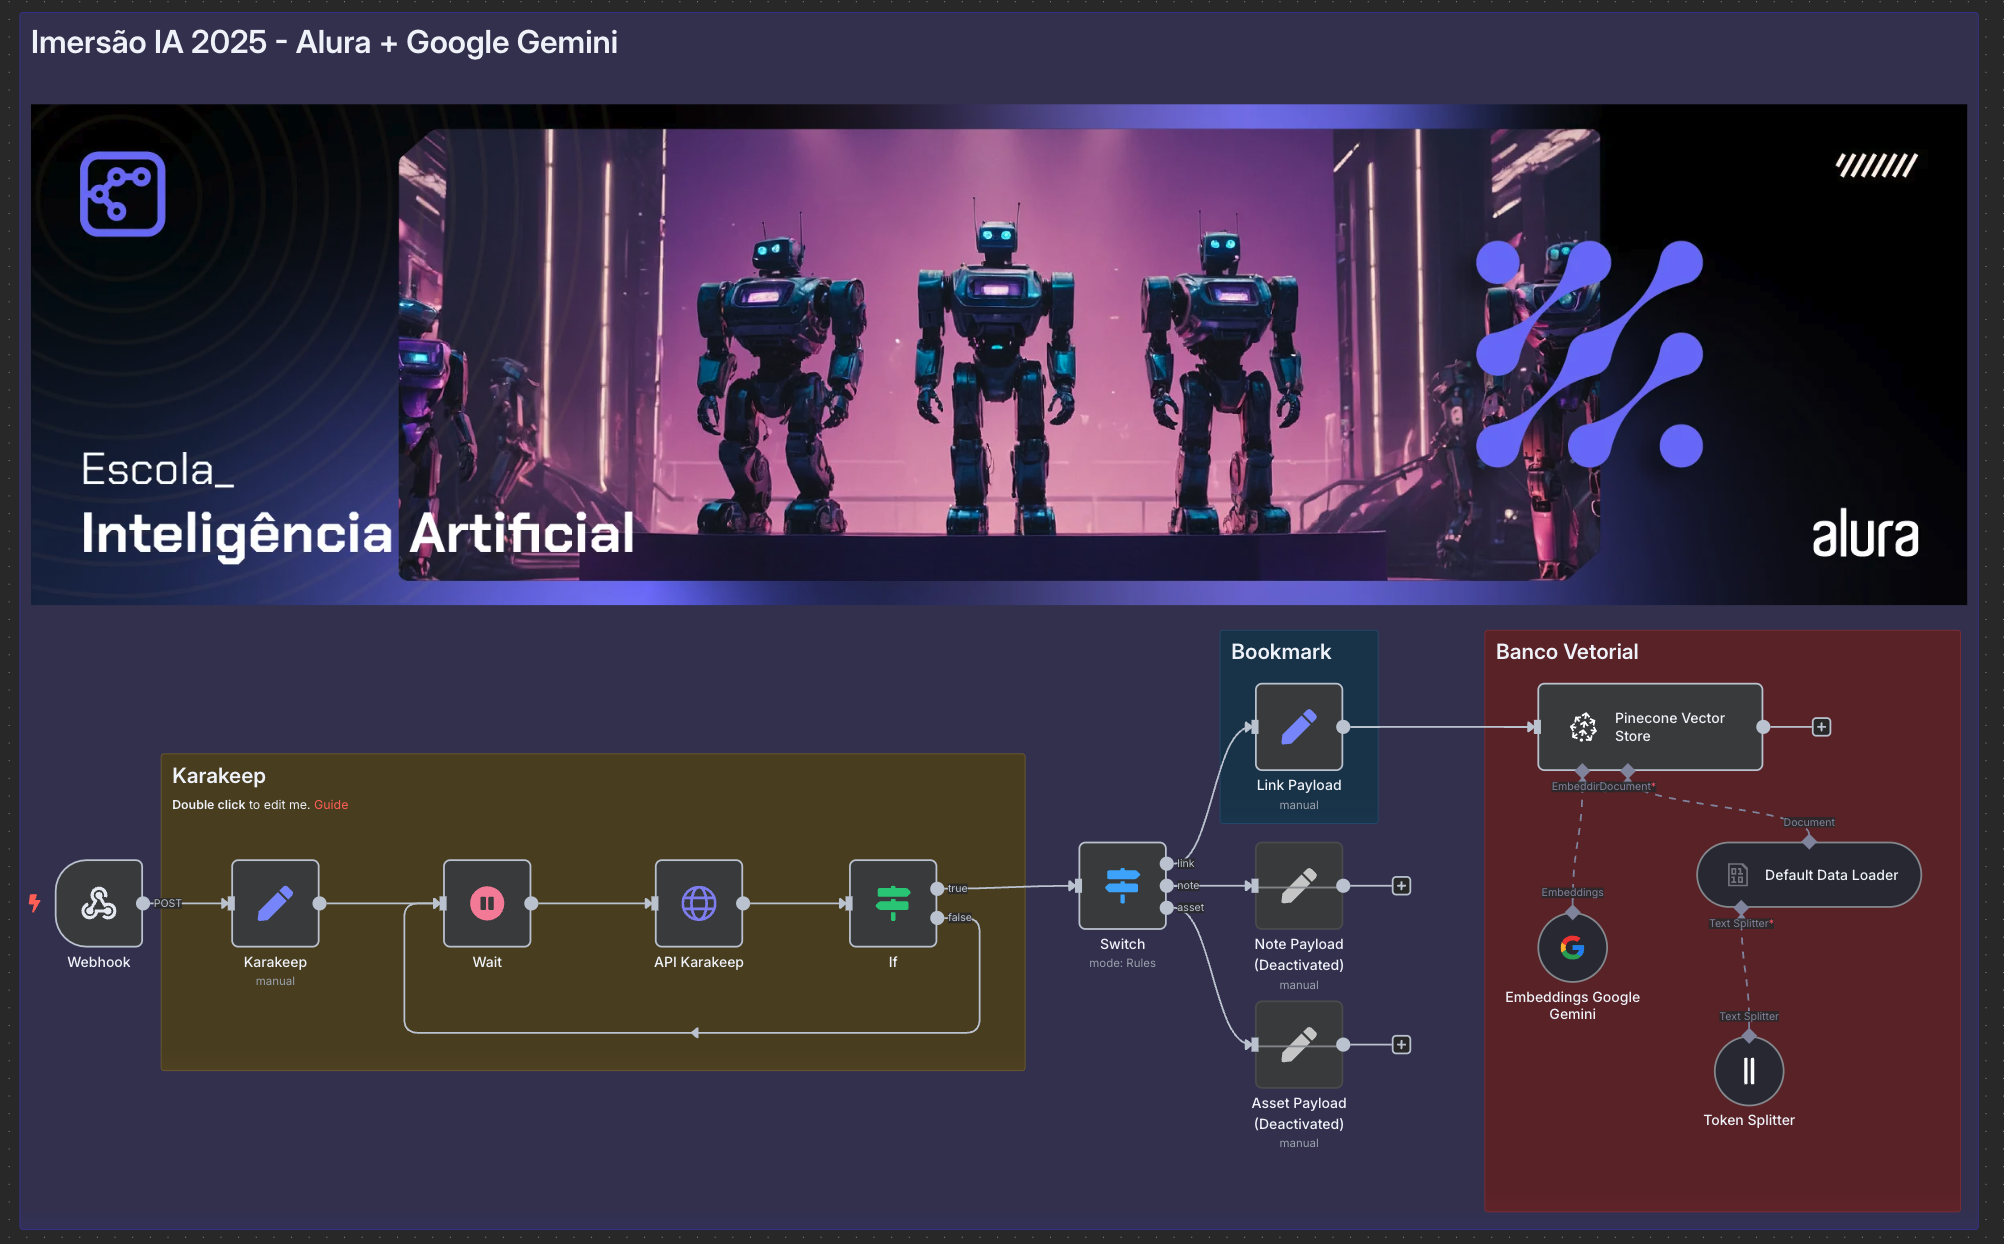 Imersão IA 2025 - Alura + Google Gemini
Escola_
Inteligência Artificial
alura
Bookmark
Link Payload
manual
Banco Vetorial
Pinecone Vector
Store
Document*
Document
Default Data Loader
Text Splitter*
Embeddings
Embeddings Google
Gemini
Text Splitter
Token Splitter
Karakeep
Double click to edit me. Guide
Webhook
POST
Karakeep
manual
Wait
API Karakeep
If
true
false
Switch
mode: Rules
link
note
asset
Note Payload
(Deactivated)
manual
Asset Payload
(Deactivated)
manual